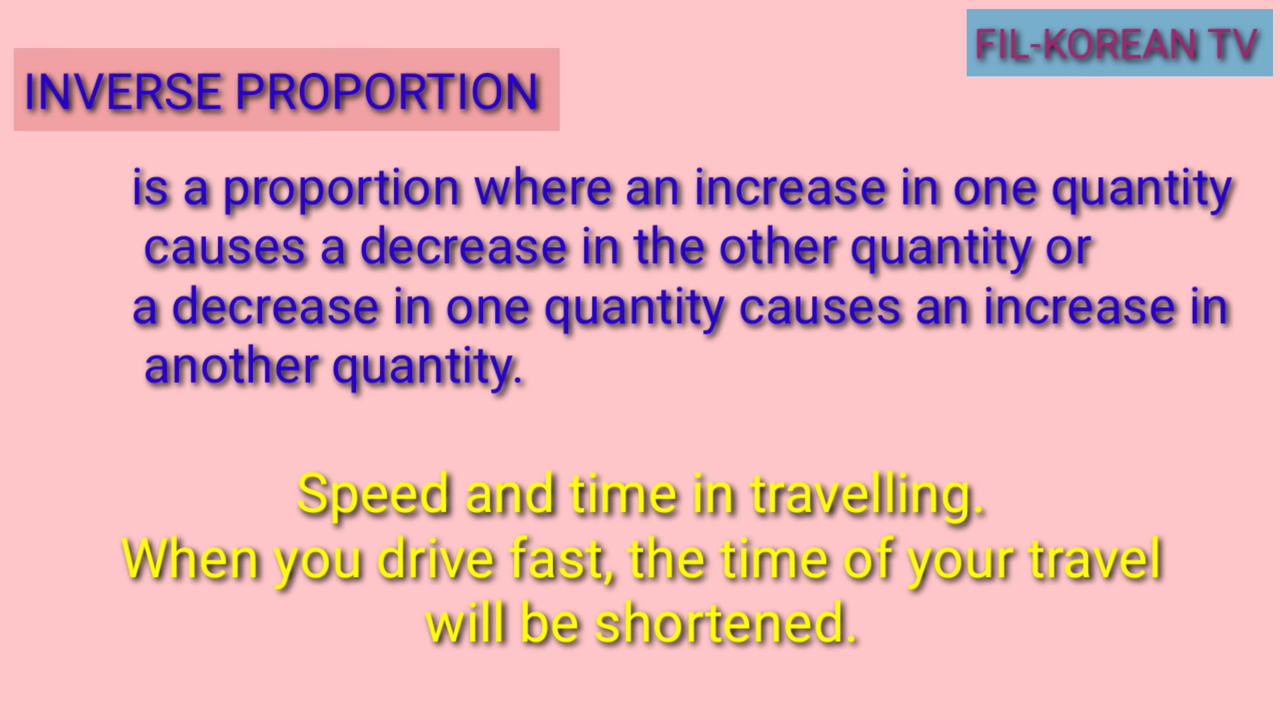 FIL-KOREAN TV
INVERSE PROPORTION
is a proportion where an increase in one quantity
causes a decrease in the other quantity or
a decrease in one quantity causes an increase in
another quantity.
Speed and time in travelling.
When you drive fast, the time of your travel
will be shortened.